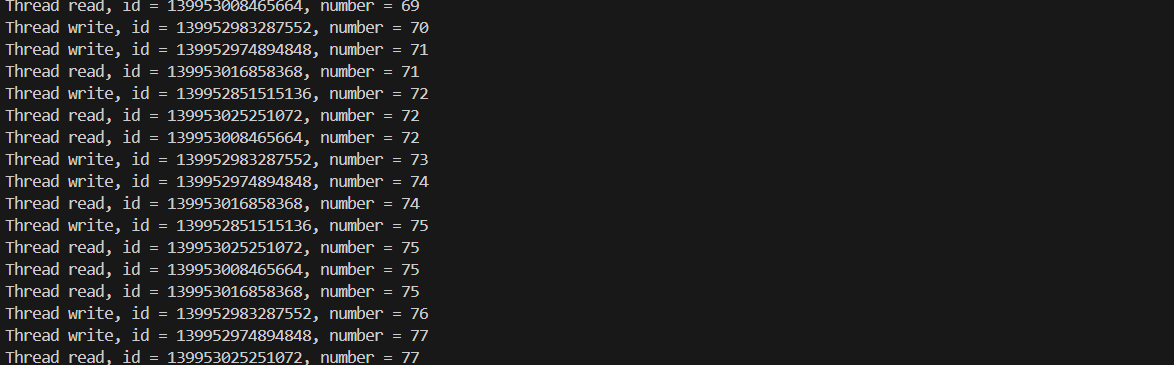 Thread read, id = 139953008465664, number = 69
Thread write, id = 139952983287552, number = 70
Thread write, id = 139952974894848, number = 71
Thread read, id = 139953016858368, number = 71
Thread write, id = 139952851515136, number = 72
Thread read, id = 139953025251072, number = 72
Thread read, id = 139953008465664, number = 72
Thread write, id = 139952983287552, number = 73
Thread write, id = 139952974894848, number = 74
Thread read, id = 139953016858368, number = 74
Thread write, id = 139952851515136, number = 75
Thread read, id = 139953025251072, number = 75
Thread read, id = 139953008465664, number = 75
Thread read, id = 139953016858368, number = 75
Thread write, id = 139952983287552, number = 76
Thread write, id = 139952974894848, number = 77
Thread read, id = 139953025251072, number = 77